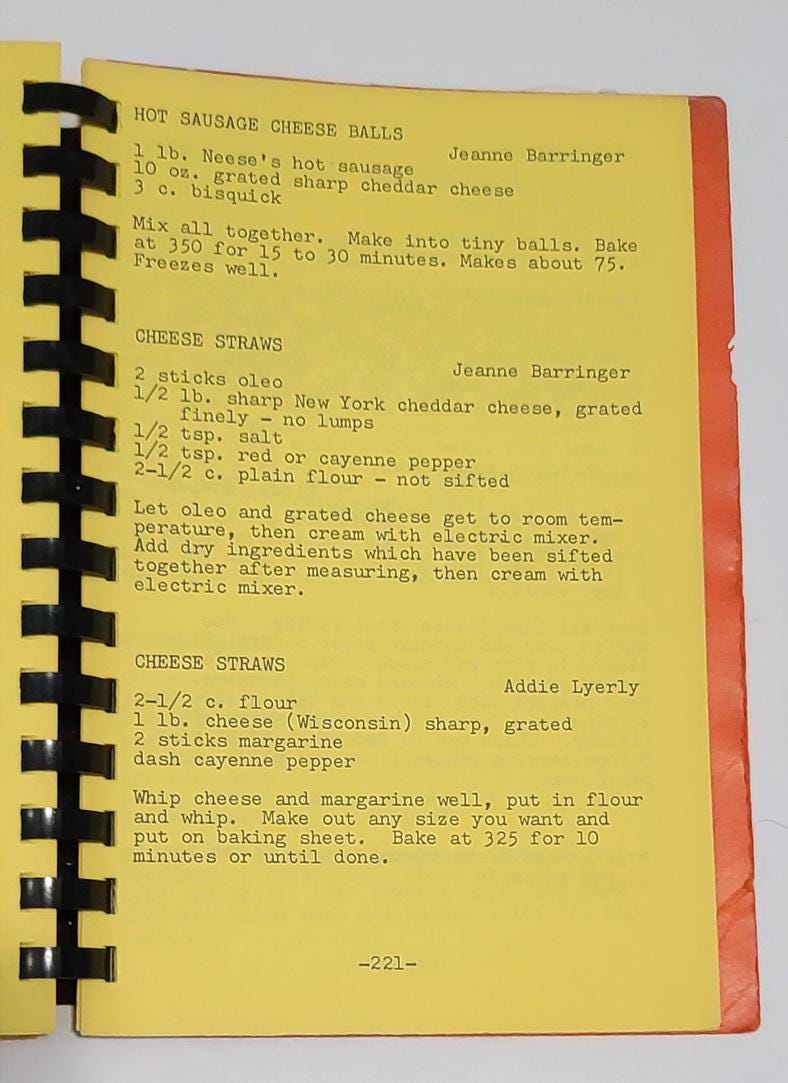 HOT SAUSAGE CHEESE BALLS
Jeanne Barringer
1 lb. Neese's hot sausage
10 oz. grated sharp cheddar cheese
3 c. bisquick
Mix all together. Make into tiny balls. Bake
at 350 for 15 to 30 minutes. Makes about 75.
Freezes well.
CHEESE STRAWS
Jeanne Barringer
2 sticks oleo
1/2 lb. sharp New York cheddar cheese, grated
finely - no lumps
1/2 tsp. salt
1/2 tsp. red or cayenne pepper
2-1/2 c. plain flour - not sifted
Let oleo and grated cheese get to room tem-
perature, then cream with electric mixer.
Add dry ingredients which have been sifted
together after measuring, then cream with
electric mixer.
CHEESE STRAWS
Addie Lyerly
2-1/2 c. flour
1 lb. cheese (Wisconsin) sharp, grated
2 sticks margarine
dash cayenne pepper
Whip cheese and margarine well, put in flour
and whip. Make out any size you want and
put on baking sheet. Bake at 325 for 10
minutes or until done.
-221-